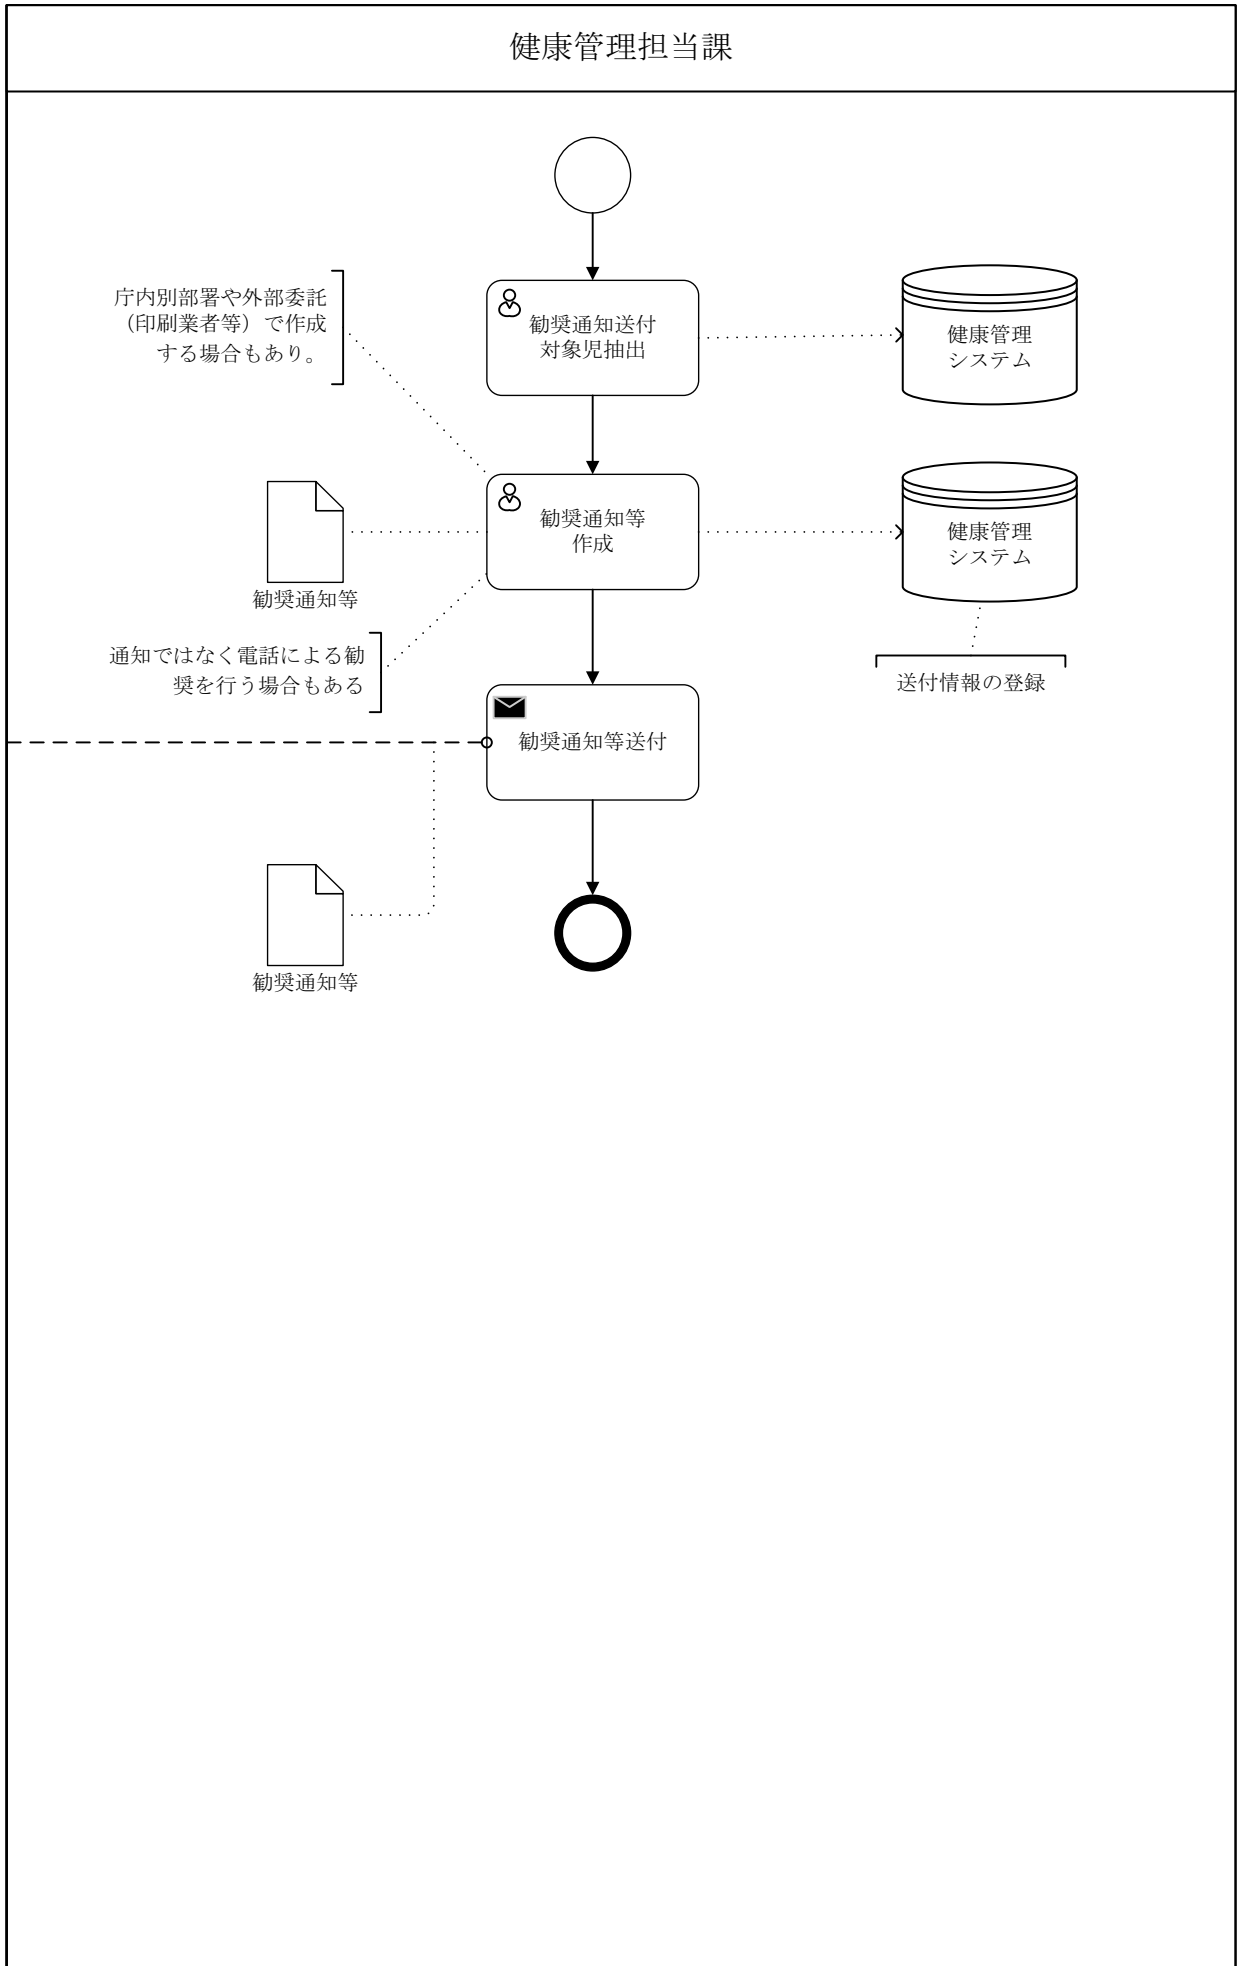 健康管理担当課
庁内別部署や外部委託
（印刷業者等）で作成
する場合もあり。
勧奨通知送付
対象児抽出
健康管理
システム
勧奨通知等
作成
健康管理
システム
勧奨通知等
通知ではなく電話による勧
奨を行う場合もある
送付情報の登録
勧奨通知等送付
勧奨通知等